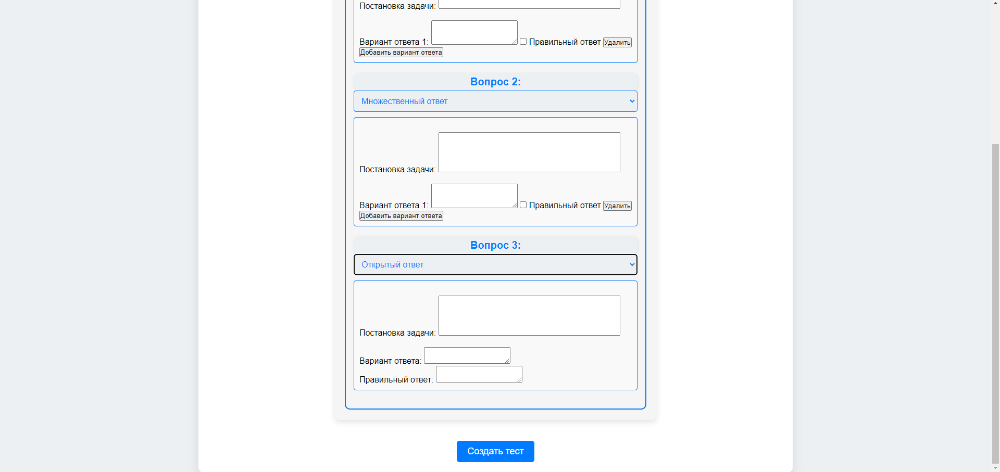 Постановка задачи:
Вариант ответа 1: Правильный ответ Удалить
Добавить вариант ответа
Вопрос 2:
Множественный ответ
Постановка задачи:
Вариант ответа 1: Правильный ответ Удалить
Добавить вариант ответа
Вопрос 3:
Открытый ответ
Постановка задачи:
Вариант ответа:
Правильный ответ:
Создать тест